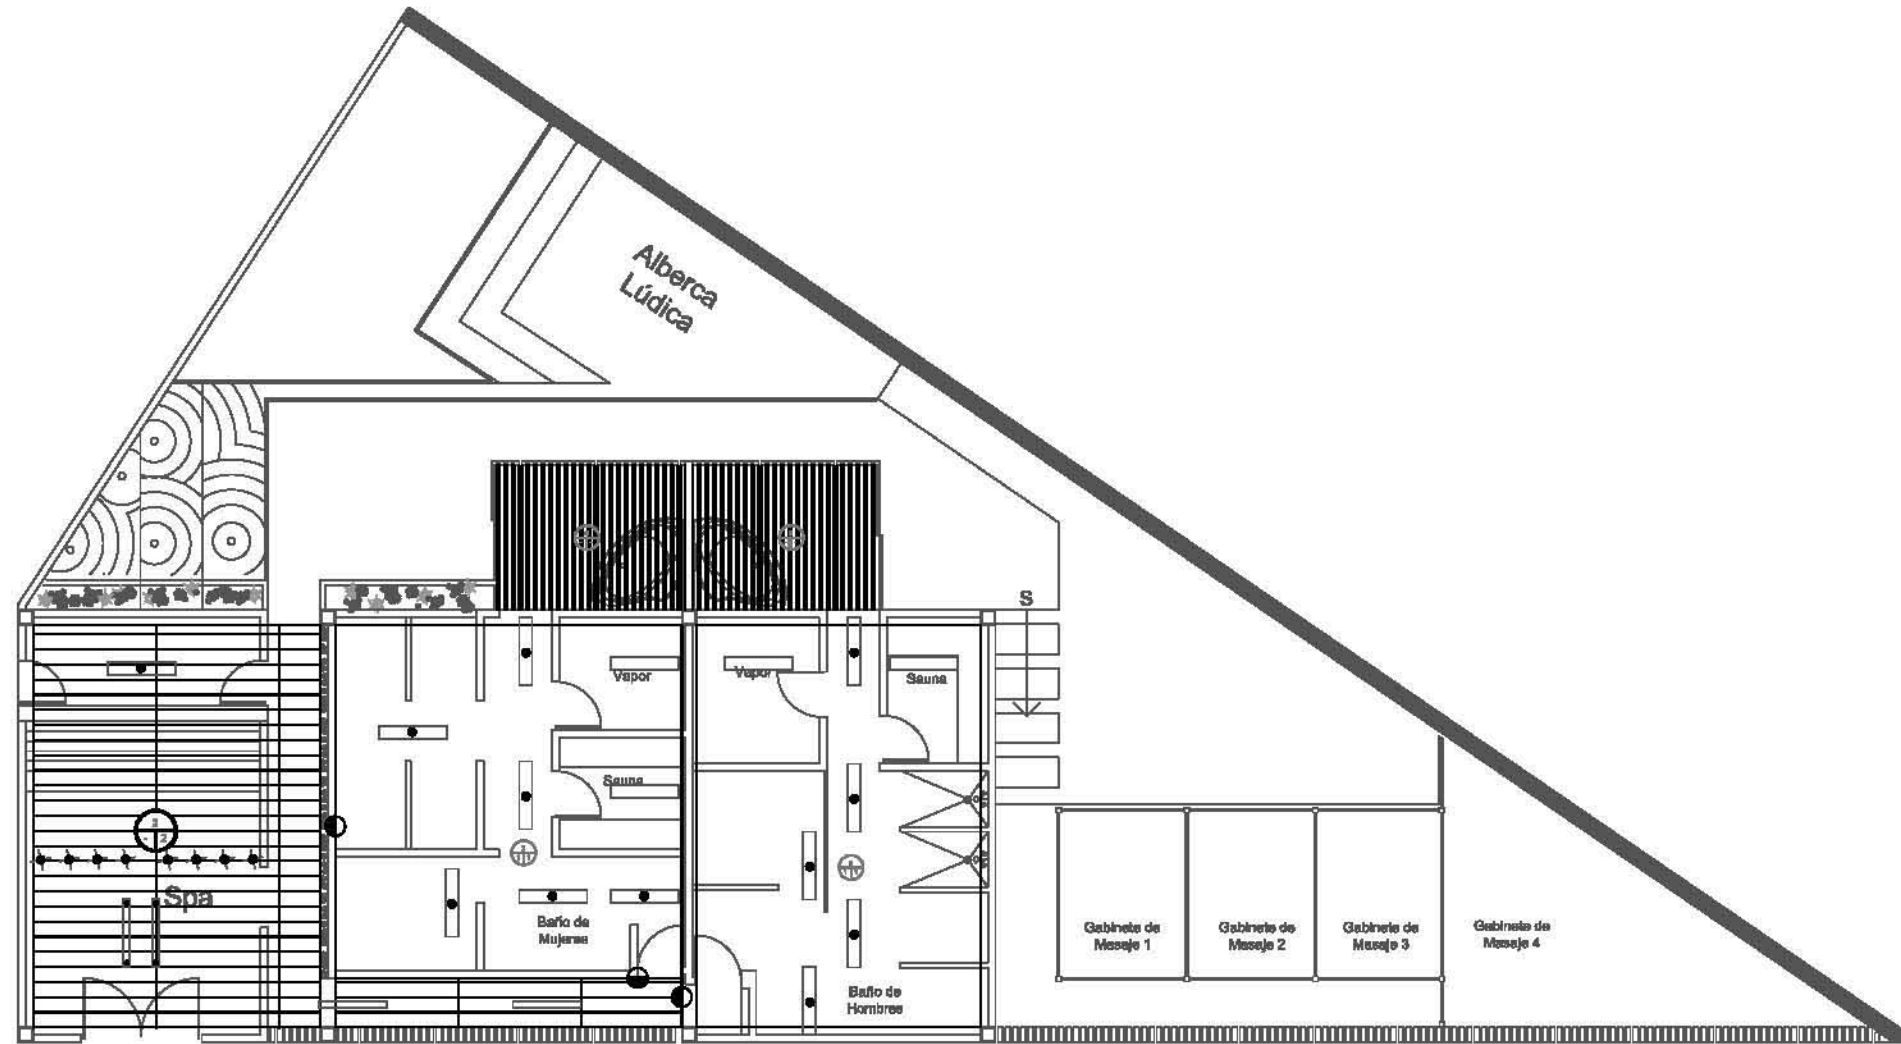 Alberca
Lúdica
S
Vapor
Vapor
Sauna
Sauna
Spa
Baño de
Mujeres
Baño de
Hombres
Gabinete de
Masaje 1
Gabinete de
Masaje 2
Gabinete de
Masaje 3
Gabinete de
Masaje 4